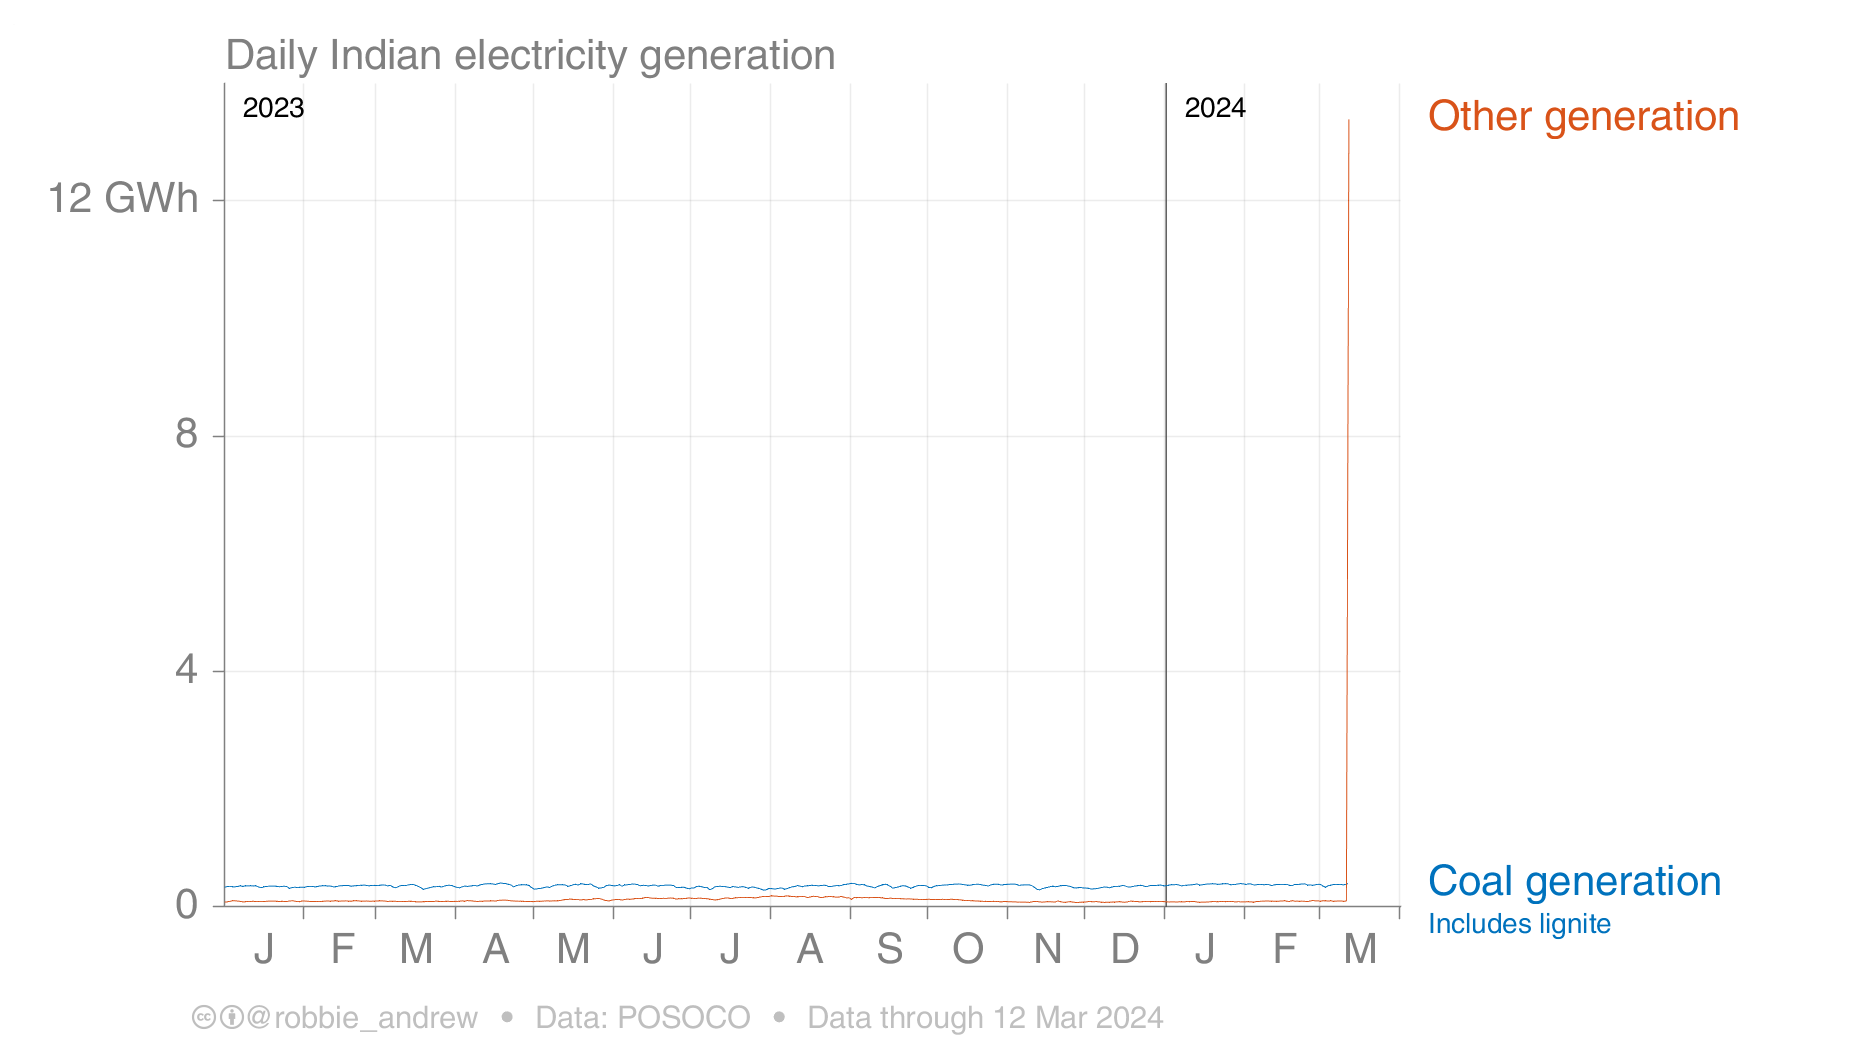 Daily Indian electricity generation
2023
2024
Other generation
12 GWh
8
4
0
Coal generation
Includes lignite
J F M A M J J A S O N D J F M
cc @robbie_andrew • Data: POSOCO • Data through 12 Mar 2024